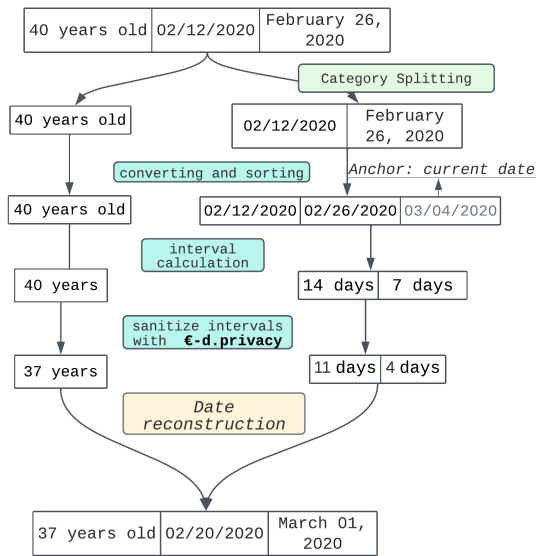 40 years old 02/12/2020 February 26,
2020
Category Splitting
40 years old
02/12/2020 February
26, 2020
converting and sorting
Anchor: current date
40 years old
02/12/2020 02/26/2020 03/04/2020
interval
calculation
40 years
14 days 7 days
sanitize intervals
with €-d.privacy
37 years
11 days 4 days
Date
reconstruction
37 years old 02/20/2020 March 01,
2020